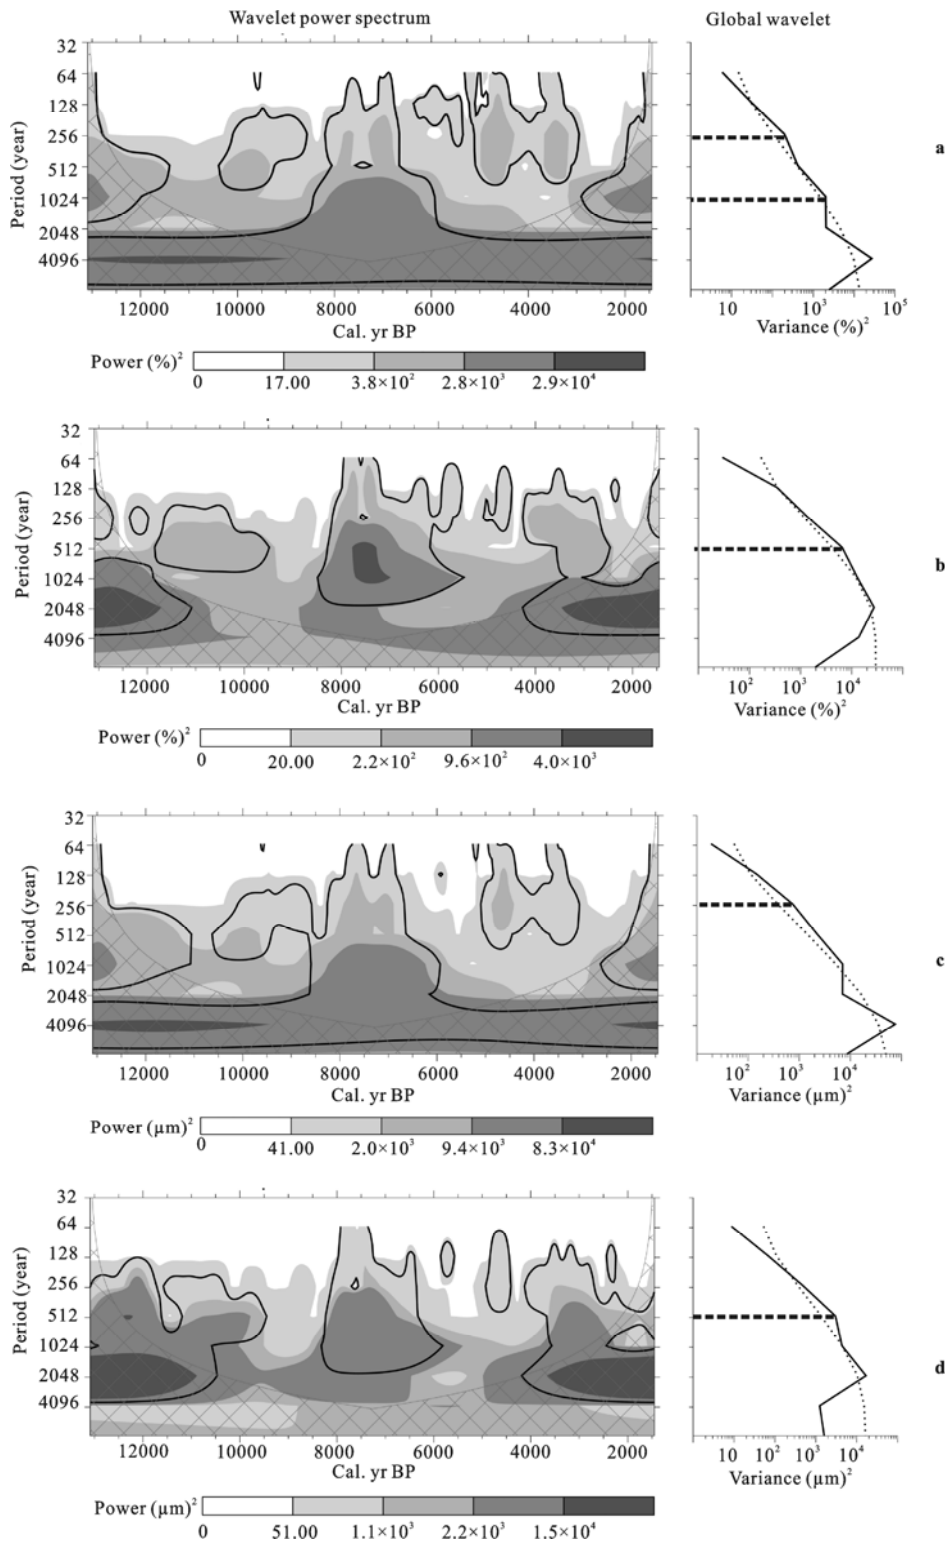 Wavelet power spectrum
Global wavelet
32
64
128
256
512
1024
2048
4096
Period (year)
12000 10000 8000 6000 4000 2000
Cal. yr BP
10 10³ 10⁵
Variance (%)²
a
Power (%)²
0 17.00 3.8×10² 2.8×10³ 2.9×10⁴
32
64
128
256
512
1024
2048
4096
Period (year)
12000 10000 8000 6000 4000 2000
Cal. yr BP
10² 10³ 10⁴
Variance (%)²
b
Power (%)²
0 20.00 2.2×10² 9.6×10² 4.0×10³
32
64
128
256
512
1024
2048
4096
Period (year)
12000 10000 8000 6000 4000 2000
Cal. yr BP
10² 10³ 10⁴
Variance (µm)²
c
Power (µm)²
0 41.00 2.0×10³ 9.4×10³ 8.3×10⁴
32
64
128
256
512
1024
2048
4096
Period (year)
12000 10000 8000 6000 4000 2000
Cal. yr BP
10 10² 10³ 10⁴
Variance (µm)²
d
Power (µm)²
0 51.00 1.1×10³ 2.2×10³ 1.5×10⁴